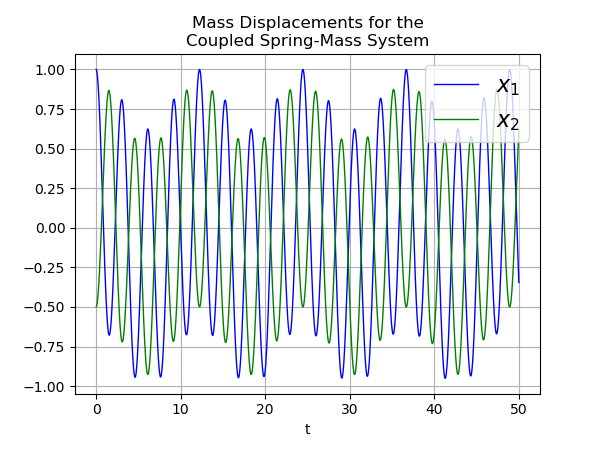 Mass Displacements for the
Coupled Spring-Mass System
1.00
0.75
0.50
0.25
0.00
−0.25
−0.50
−0.75
−1.00
x₁
x₂
0 10 20 30 40 50
t